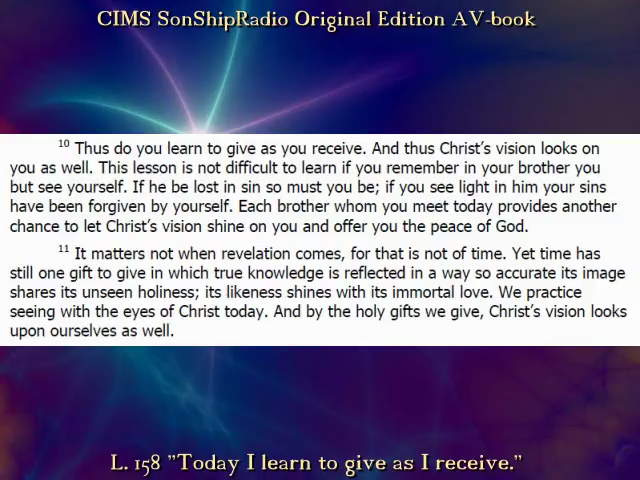 CIMS SonShipRadio Original Edition AV-book
10 Thus do you learn to give as you receive. And thus Christ's vision looks on
you as well. This lesson is not difficult to learn if you remember in your brother you
but see yourself. If he be lost in sin so must you be; if you see light in him your sins
have been forgiven by yourself. Each brother whom you meet today provides another
chance to let Christ's vision shine on you and offer you the peace of God.
11 It matters not when revelation comes, for that is not of time. Yet time has
still one gift to give in which true knowledge is reflected in a way so accurate its image
shares its unseen holiness; its likeness shines with its immortal love. We practice
seeing with the eyes of Christ today. And by the holy gifts we give, Christ's vision looks
upon ourselves as well.
L. 158 "Today I learn to give as I receive."